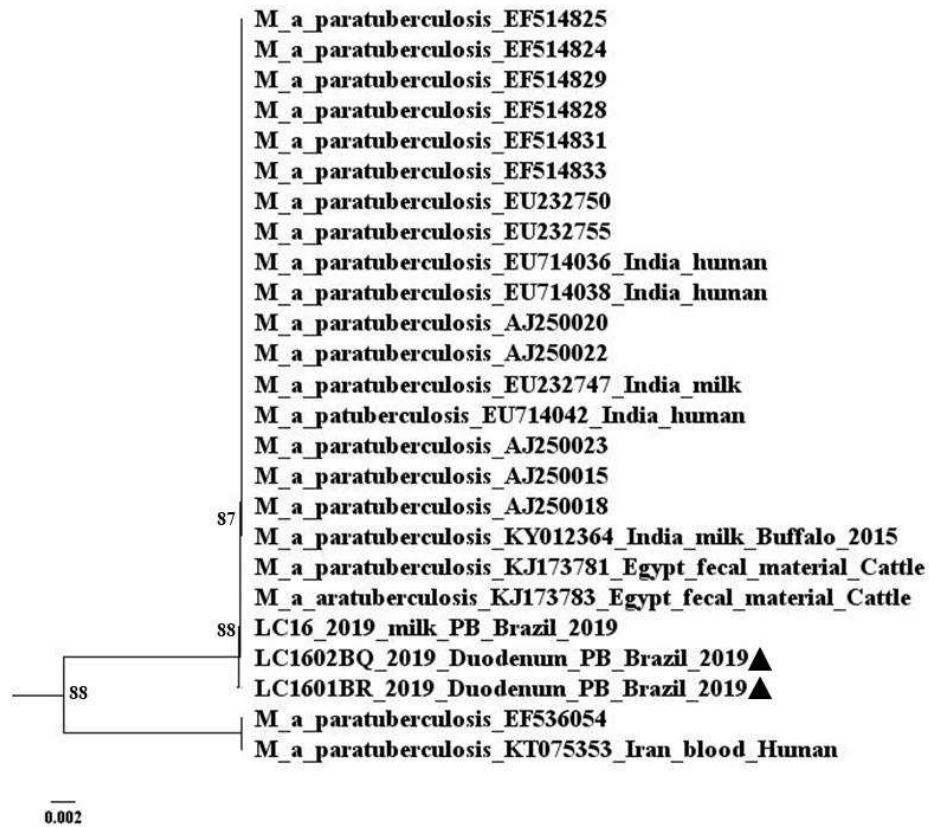 M_a_paratuberculosis_EF514825
M_a_paratuberculosis_EF514824
M_a_paratuberculosis_EF514829
M_a_paratuberculosis_EF514828
M_a_paratuberculosis_EF514831
M_a_paratuberculosis_EF514833
M_a_paratuberculosis_EU232750
M_a_paratuberculosis_EU232755
M_a_paratuberculosis_EU714036_India_human
M_a_paratuberculosis_EU714038_India_human
M_a_paratuberculosis_AJ250020
M_a_paratuberculosis_AJ250022
M_a_paratuberculosis_EU232747_India_milk
M_a_patuberculosis_EU714042_India_human
M_a_paratuberculosis_AJ250023
M_a_paratuberculosis_AJ250015
M_a_paratuberculosis_AJ250018
87
M_a_paratuberculosis_KY012364_India_milk_Buffalo_2015
M_a_paratuberculosis_KJ173781_Egypt_fecal_material_Cattle
M_a_aratuberculosis_KJ173783_Egypt_fecal_material_Cattle
88
LC16_2019_milk_PB_Brazil_2019
LC1602BQ_2019_Duodenum_PB_Brazil_2019▲
LC1601BR_2019_Duodenum_PB_Brazil_2019▲
88
M_a_paratuberculosis_EF536054
M_a_paratuberculosis_KT075353_Iran_blood_Human
0.002